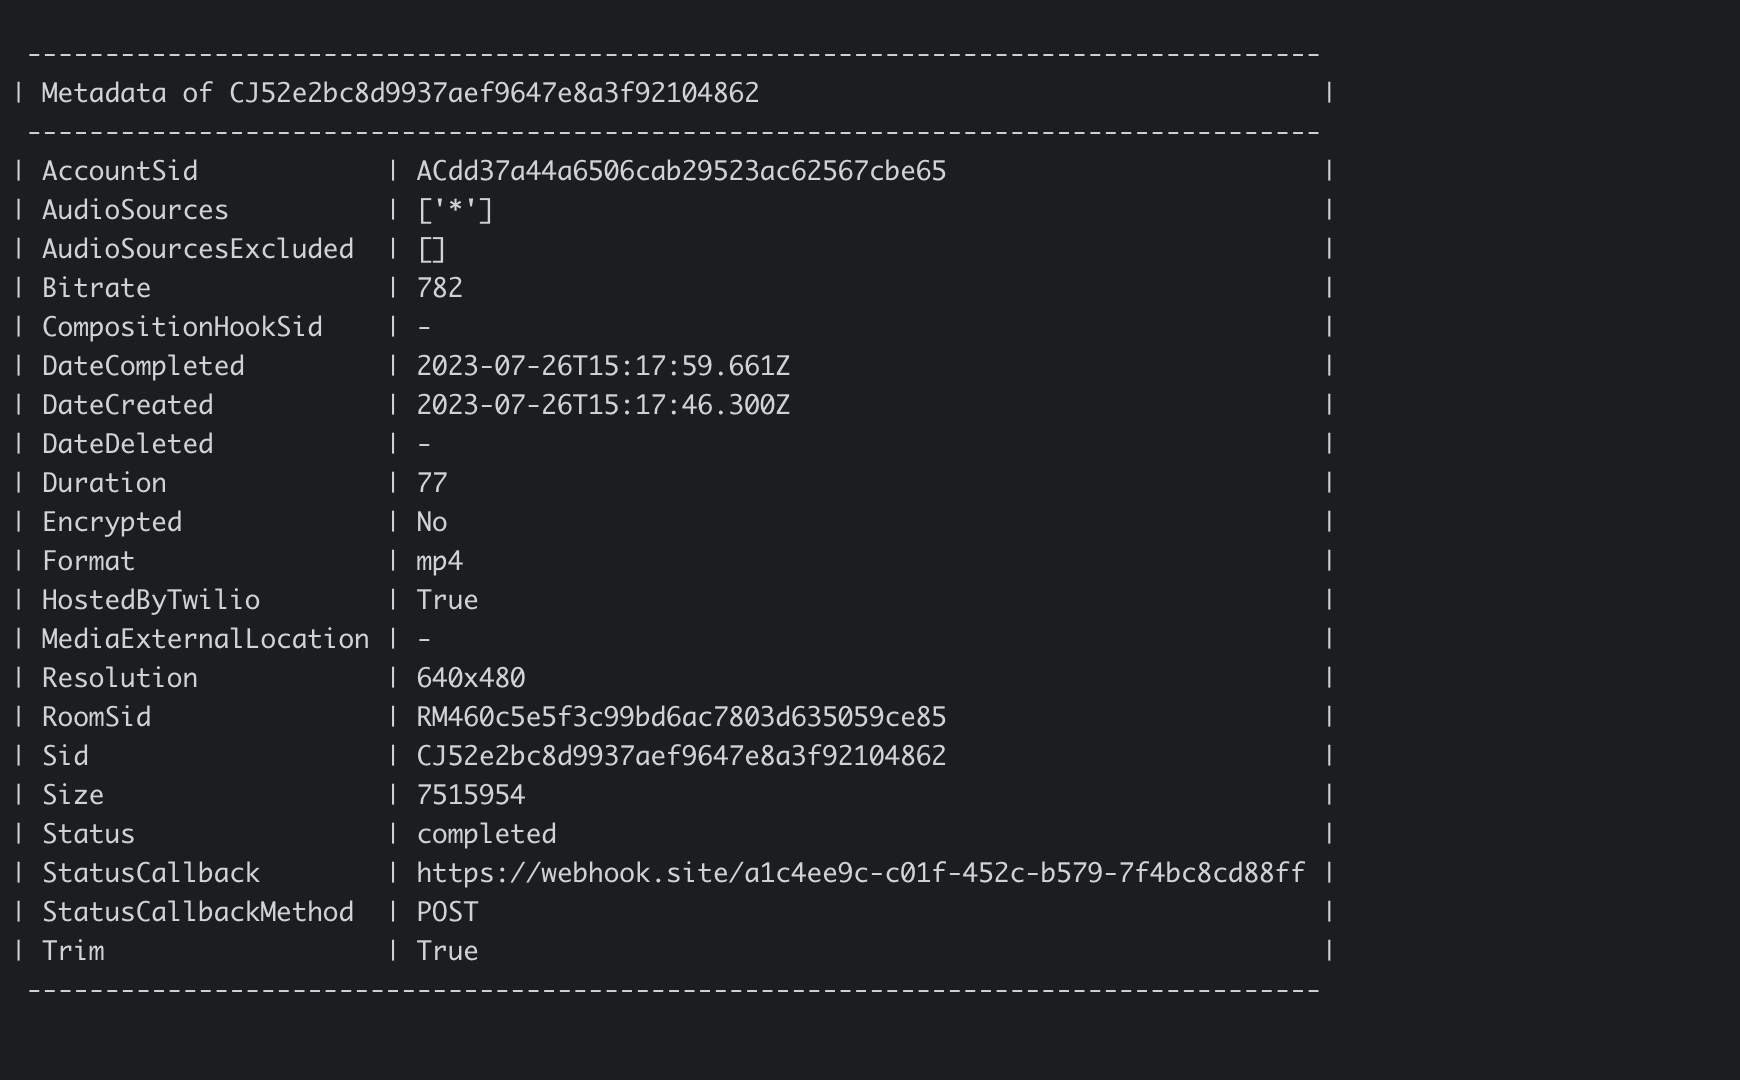 -----------------------------------------------------------------------------------
| Metadata of CJ52e2bc8d9937aef9647e8a3f92104862 |
-----------------------------------------------------------------------------------
| AccountSid | ACdd37a44a6506cab29523ac62567cbe65 |
| AudioSources | ['*'] |
| AudioSourcesExcluded | [] |
| Bitrate | 782 |
| CompositionHookSid | - |
| DateCompleted | 2023-07-26T15:17:59.661Z |
| DateCreated | 2023-07-26T15:17:46.300Z |
| DateDeleted | - |
| Duration | 77 |
| Encrypted | No |
| Format | mp4 |
| HostedByTwilio | True |
| MediaExternalLocation | - |
| Resolution | 640x480 |
| RoomSid | RM460c5e5f3c99bd6ac7803d635059ce85 |
| Sid | CJ52e2bc8d9937aef9647e8a3f92104862 |
| Size | 7515954 |
| Status | completed |
| StatusCallback | https://webhook.site/a1c4ee9c-c01f-452c-b579-7f4bc8cd88ff |
| StatusCallbackMethod | POST |
| Trim | True |
-----------------------------------------------------------------------------------